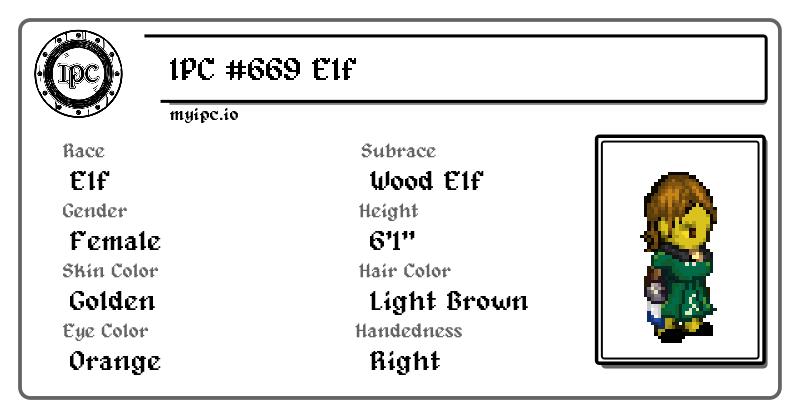 IPC
IPC #669 Elf
myipc.io
Race
Elf
Subrace
Wood Elf
Gender
Female
Height
6'1"
Skin Color
Golden
Hair Color
Light Brown
Eye Color
Orange
Handedness
Right